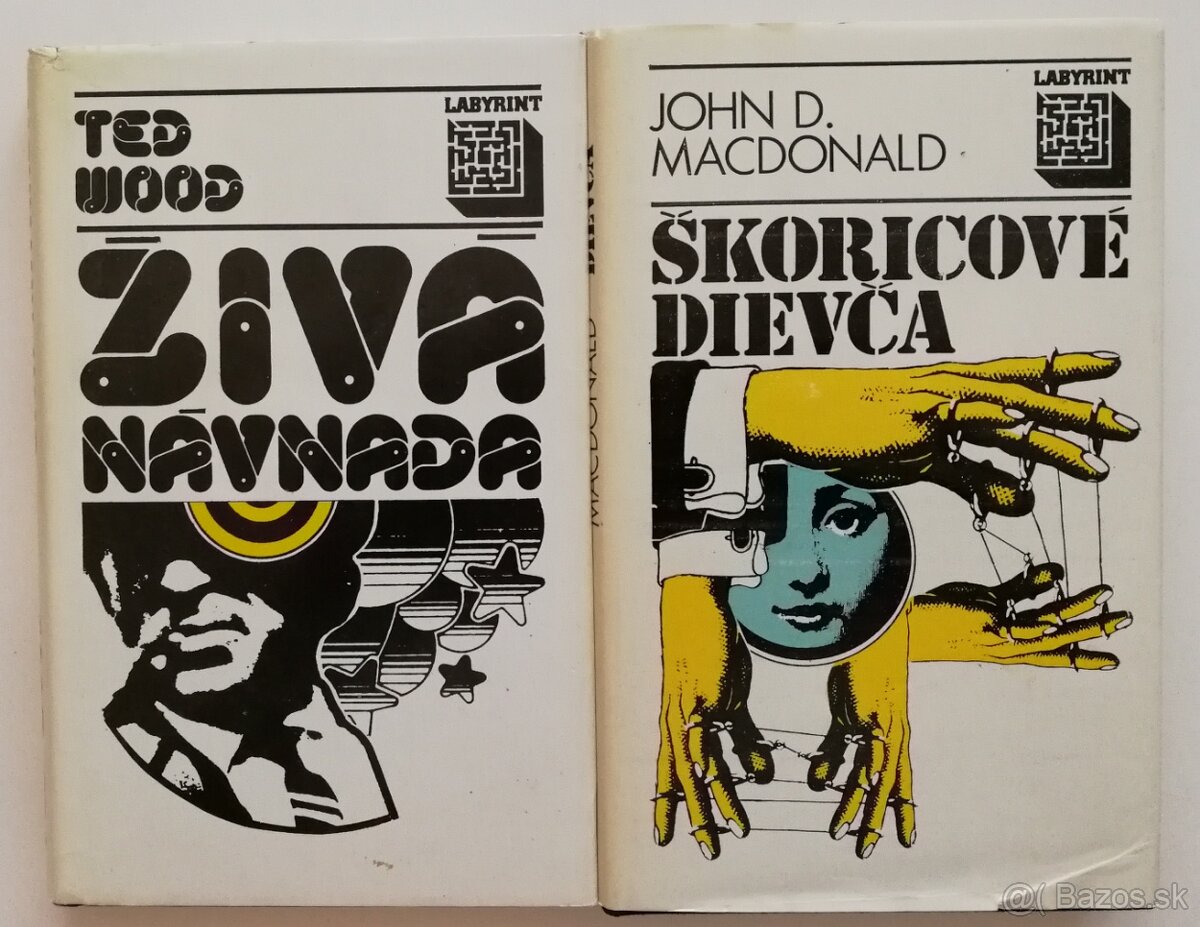 TED
WOOD
LABYRINT
ŽIVÁ
NÁVNADA
MACDONALD
JOHN D.
MACDONALD
LABYRINT
ŠKORICOVÉ
DIEVČA
@( Bazos.sk